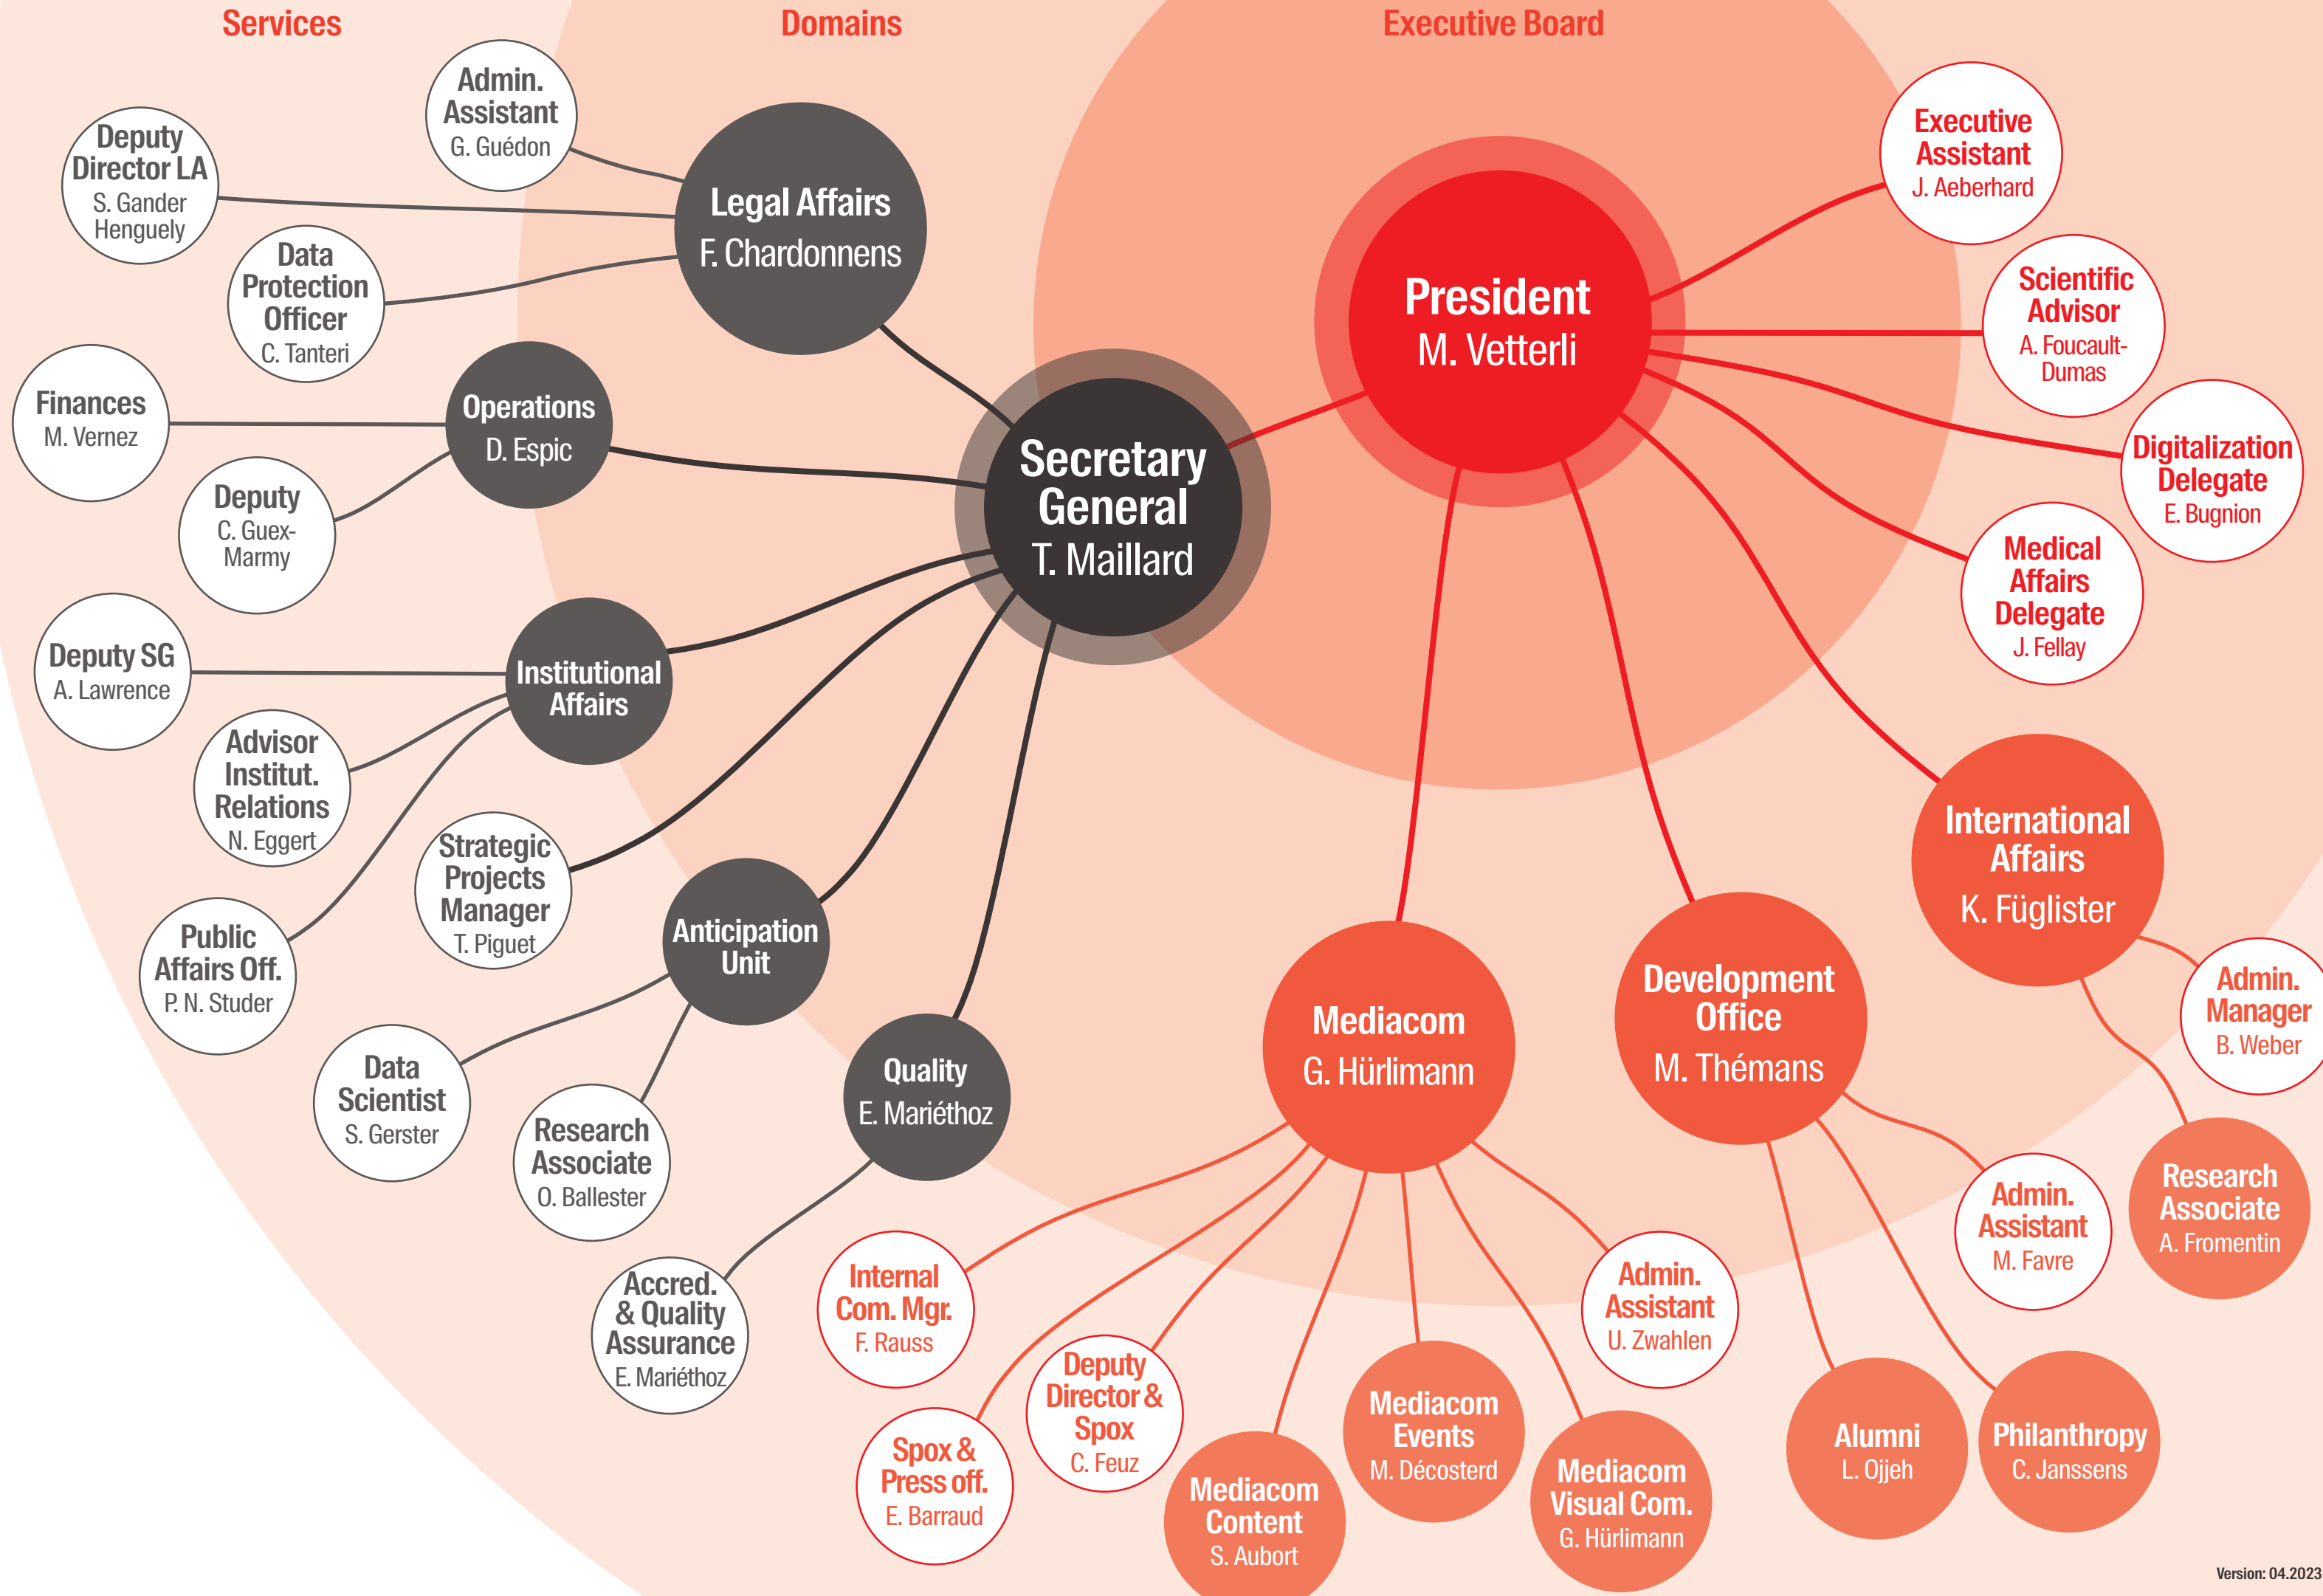 Services
Domains
Executive Board
Admin.
Assistant
G. Guédon
Deputy
Director LA
S. Gander
Henguely
Data
Protection
Officer
C. Tanteri
Legal Affairs
F. Chardonnens
Finances
M. Vernez
Deputy
C. Guex-
Marmy
Operations
D. Espic
Secretary
General
T. Maillard
President
M. Vetterli
Executive
Assistant
J. Aeberhard
Scientific
Advisor
A. Foucault-
Dumas
Digitalization
Delegate
E. Bugnion
Medical
Affairs
Delegate
J. Fellay
Deputy SG
A. Lawrence
Advisor
Institut.
Relations
N. Eggert
Public
Affairs Off.
P. N. Studer
Institutional
Affairs
Strategic
Projects
Manager
T. Piguet
Anticipation
Unit
Data
Scientist
S. Gerster
Research
Associate
O. Ballester
Quality
E. Mariéthoz
Accred.
& Quality
Assurance
E. Mariéthoz
Mediacom
G. Hürlimann
Development
Office
M. Thémans
International
Affairs
K. Füglister
Admin.
Manager
B. Weber
Research
Associate
A. Fromentin
Admin.
Assistant
M. Favre
Internal
Com. Mgr.
F. Rauss
Spox &
Press off.
E. Barraud
Deputy
Director &
Spox
C. Feuz
Mediacom
Content
S. Aubort
Mediacom
Events
M. Décosterd
Mediacom
Visual Com.
G. Hürlimann
Admin.
Assistant
U. Zwahlen
Alumni
L. Ojjeh
Philanthropy
C. Janssens
Version: 04.2023